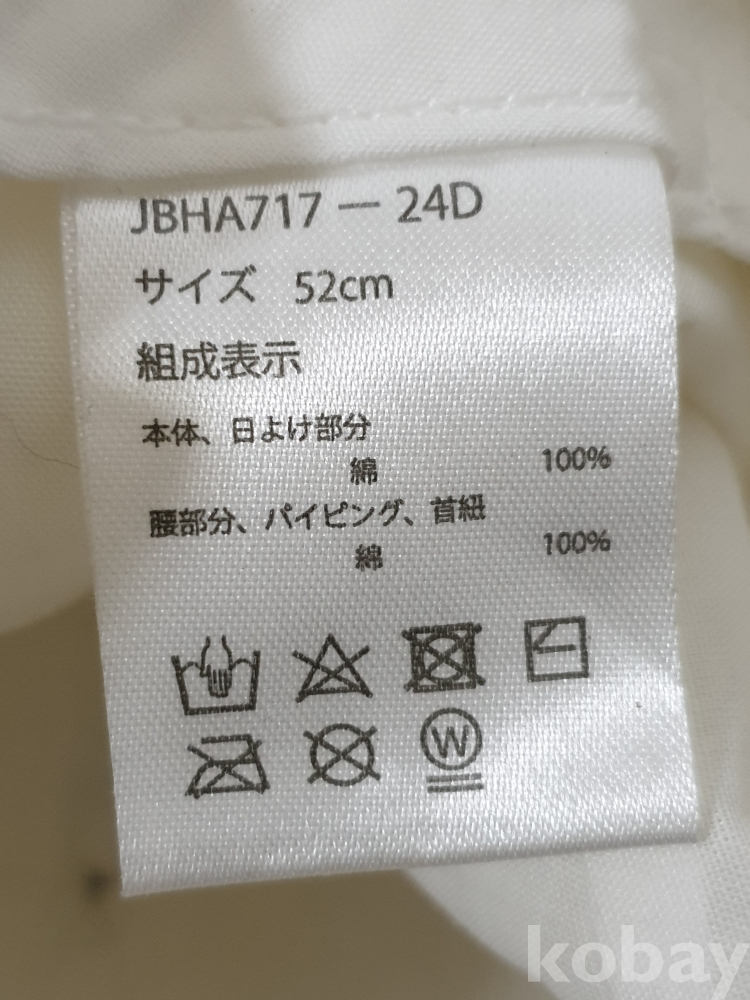 JBHA717 — 24D
サイズ 52cm
組成表示
本体、日よけ部分
綿 100%
腰部分、パイピング、首紐
綿 100%
W
kobay